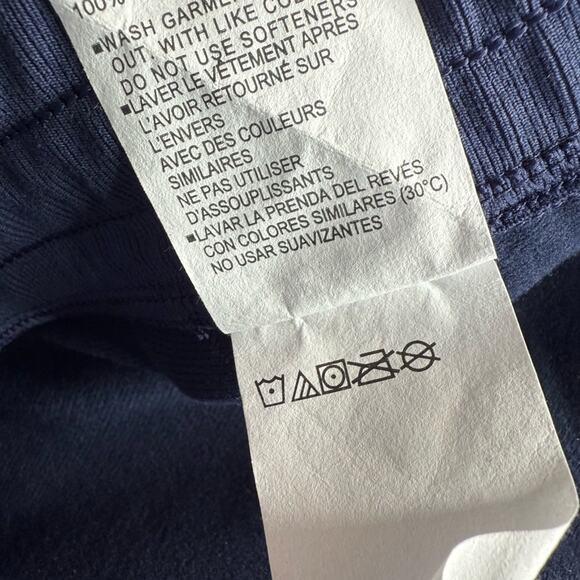 100%
■WASH GARME
OUT, WITH LIKE CO
DO NOT USE SOFTENERS
■LAVER LE VÊTEMENT APRÈS
L'AVOIR RETOURNÉ SUR
L'ENVERS
AVEC DES COULEURS
SIMILAIRES
NE PAS UTILISER
D'ASSOUPLISSANTS
■LAVAR LA PRENDA DEL REVÉS
CON COLORES SIMILARES (30°C)
NO USAR SUAVIZANTES